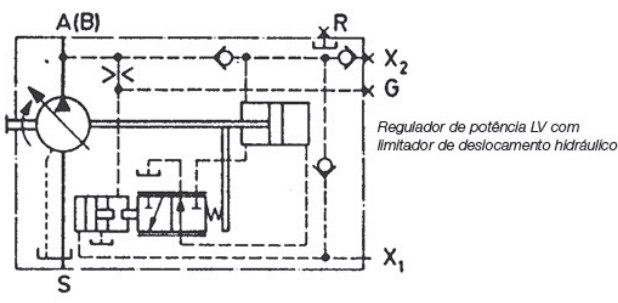 A(B)
R
X2
G
Regulador de potência LV com
limitador de deslocamento hidráulico
X1
S